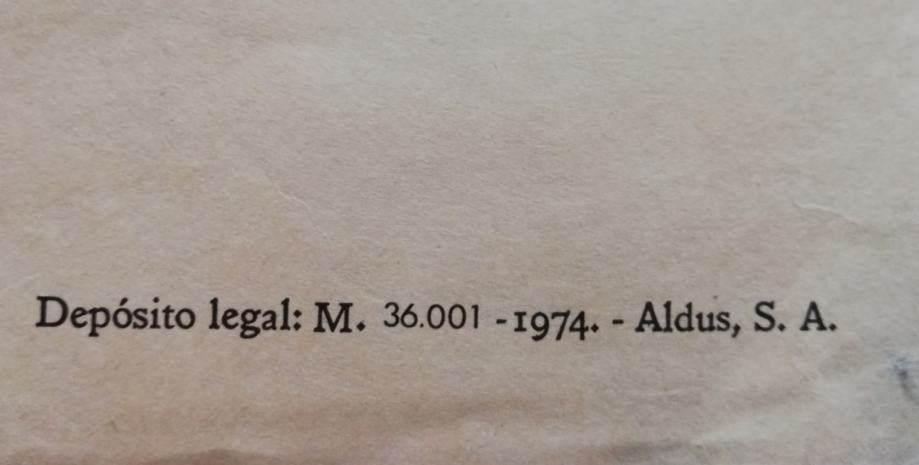 Depósito legal: M. 36.001 -1974. - Aldus, S. A.